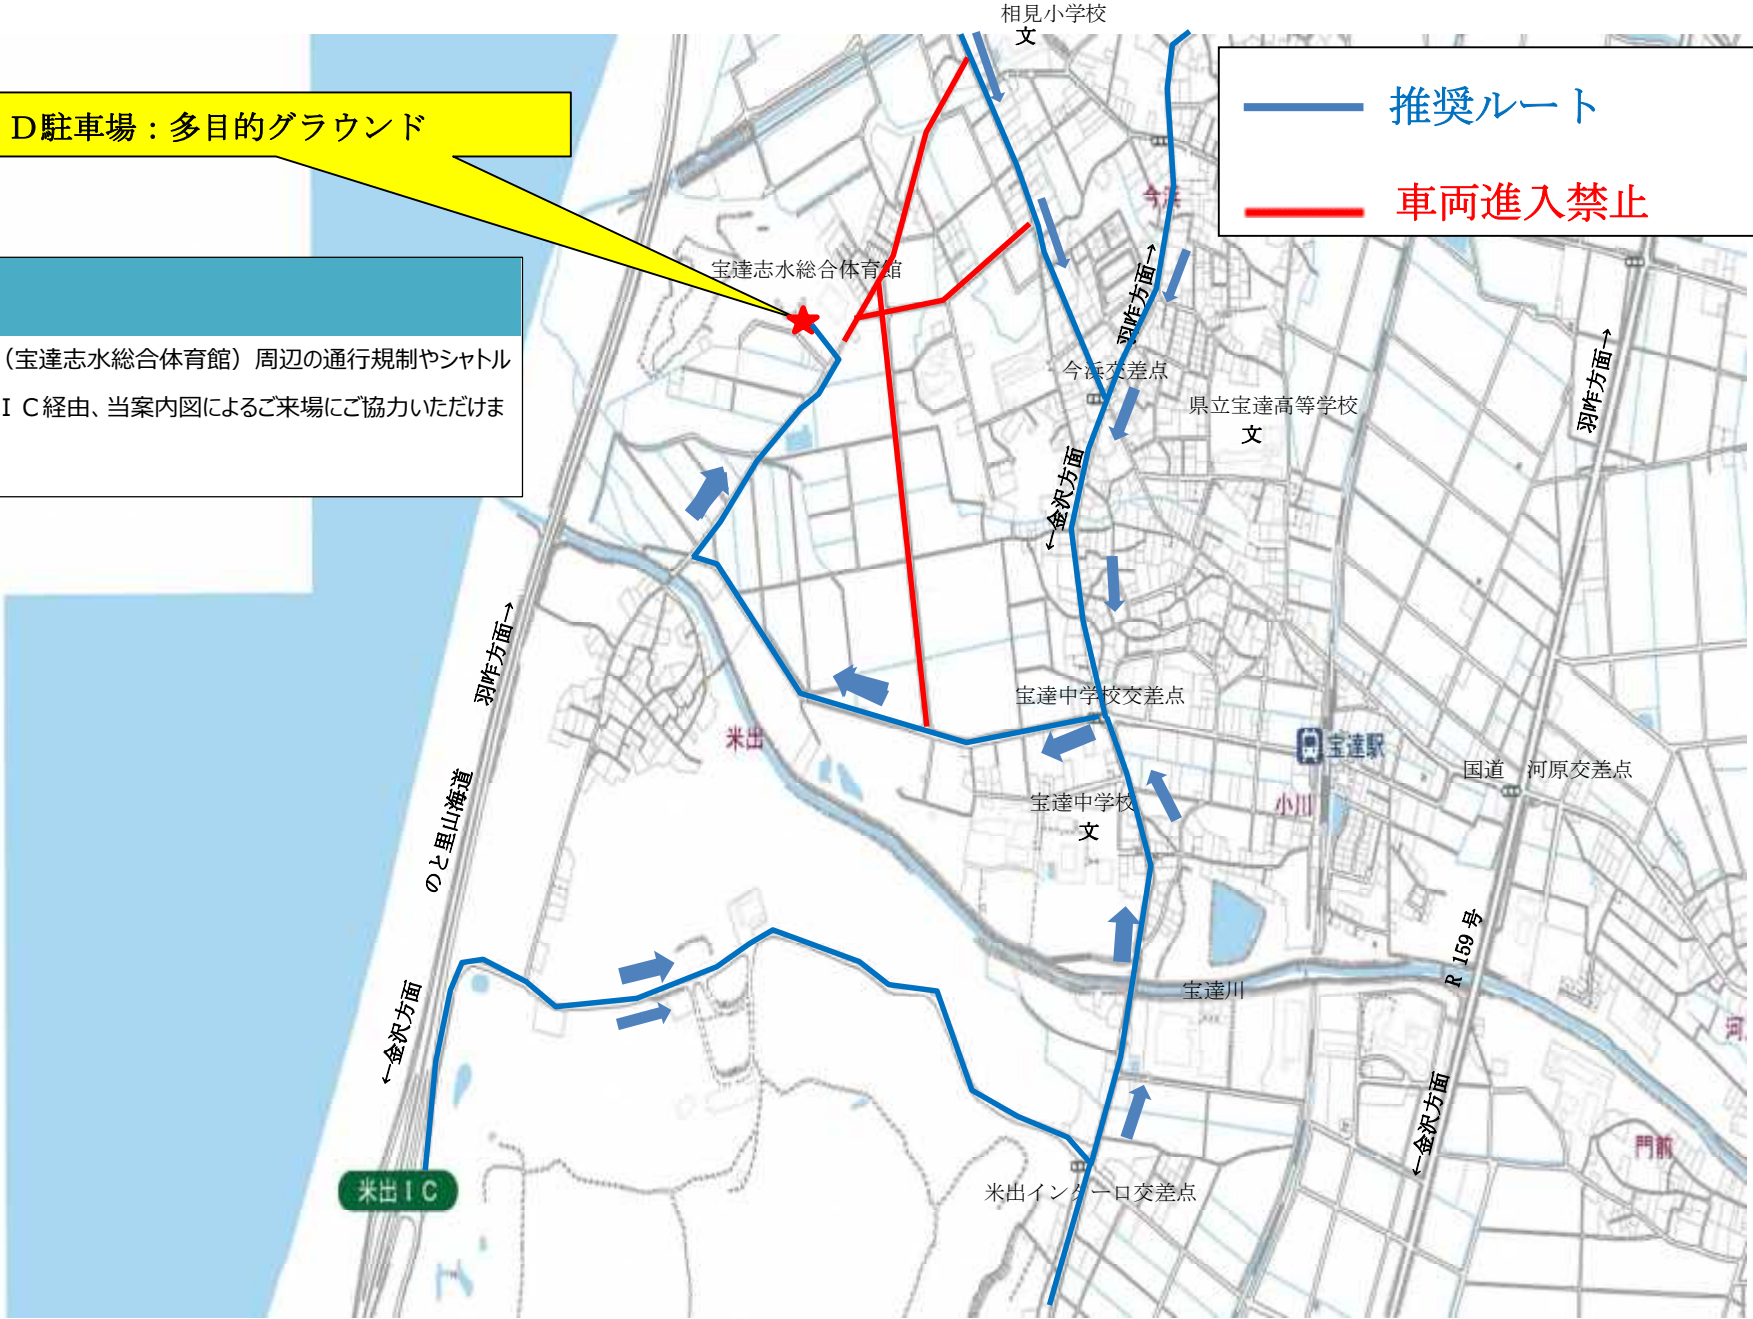 相見小学校
文
推奨ルート
車両進入禁止
D駐車場：多目的グラウンド
今浜
宝達志水総合体育館
羽咋方面→
（宝達志水総合体育館）周辺の通行規制やシャトル
ＩＣ経由、当案内図によるご来場にご協力いただけま
今浜交差点
県立宝達高等学校
文
羽咋方面→
←金沢方面
羽咋方面→
宝達中学校交差点
米出
宝達駅
国道　河原交差点
のと里山海道
宝達中学校
文
小川
R 159 号
宝達川
←金沢方面
河
←金沢方面
門前
米出ＩＣ
米出インター口交差点